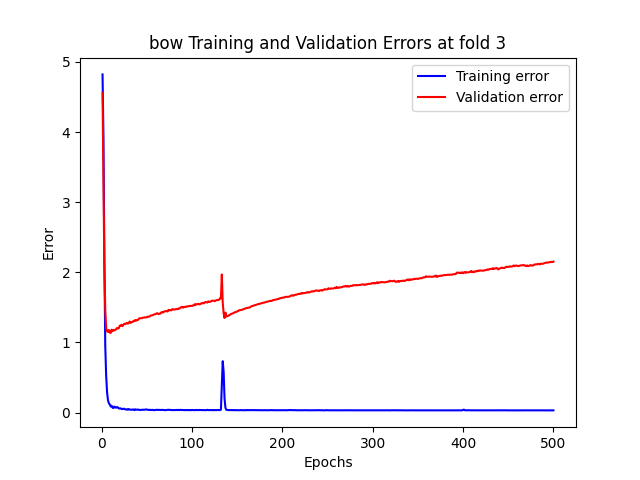 bow Training and Validation Errors at fold 3
Training error
Validation error
Error
5
4
3
2
1
0
0 100 200 300 400 500
Epochs